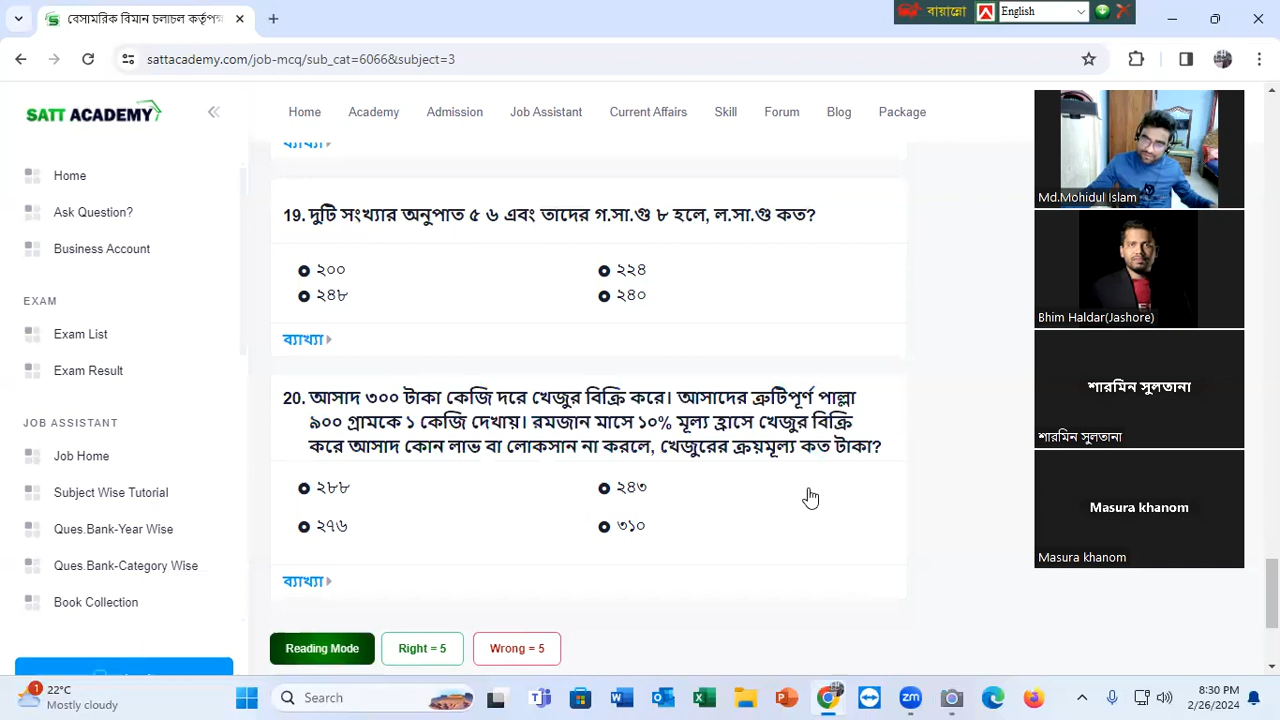 বেসামরিক বিমান চলাচল কর্তৃপক্ষ
বায়ান্নো
English
sattacademy.com/job-mcq/sub_cat=6066&subject=3
SATT ACADEMY
Home
Academy
Admission
Job Assistant
Current Affairs
Skill
Forum
Blog
Package
Home
Ask Question?
Business Account
EXAM
Exam List
Exam Result
JOB ASSISTANT
Job Home
Subject Wise Tutorial
Ques.Bank-Year Wise
Ques.Bank-Category Wise
Book Collection
ব্যাখ্যা
19. দুটি সংখ্যার অনুপাত ৫ ৬ এবং তাদের গ.সা.গু ৮ হলে, ল.সা.গু কত?
২০০
২২৪
২৪৮
২৪০
ব্যাখ্যা
20. আসাদ ৩০০ টাকা কেজি দরে খেজুর বিক্রি করে। আসাদের ত্রুটিপূর্ণ পাল্লা
৯০০ গ্রামকে ১ কেজি দেখায়। রমজান মাসে ১০% মূল্য হ্রাসে খেজুর বিক্রি
করে আসাদ কোন লাভ বা লোকসান না করলে, খেজুরের ক্রয়মূল্য কত টাকা?
২৮৮
২৪৩
২৭৬
৩১০
ব্যাখ্যা
Reading Mode
Right = 5
Wrong = 5
Md.Mohidul Islam
Bhim Haldar(Jashore)
শারমিন সুলতানা
শারমিন সুলতানা
Masura khanom
Masura khanom
1
22°C
Mostly cloudy
Search
8:30 PM
2/26/2024